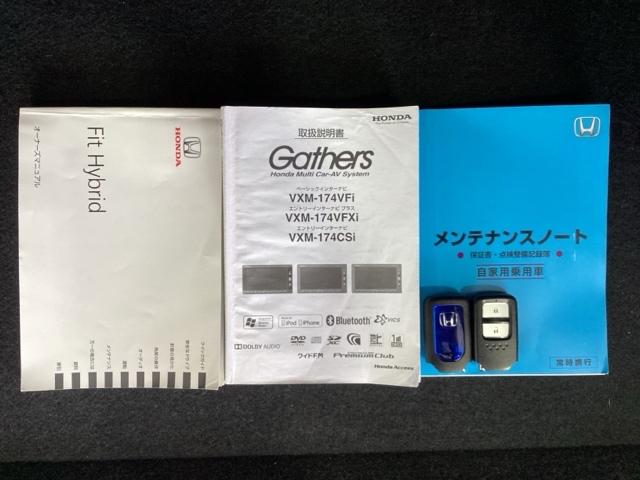 HONDA
Fit Hybrid
オーナーズマニュアル
HONDA
取扱説明書
Gathers
Honda Multi Car-AV System
ベーシックインターナビ
VXM-174VFi
エントリーインターナビ プラス
VXM-174VFXi
エントリーインターナビ
VXM-174CSi
iPod
iPhone
Bluetooth
VICS
DOLBY AUDIO
DVD
ワイドFM
PremiumClub
Honda Access
メンテナンスノート
保証書・点検整備記録簿
自家用乗用車
常時携行